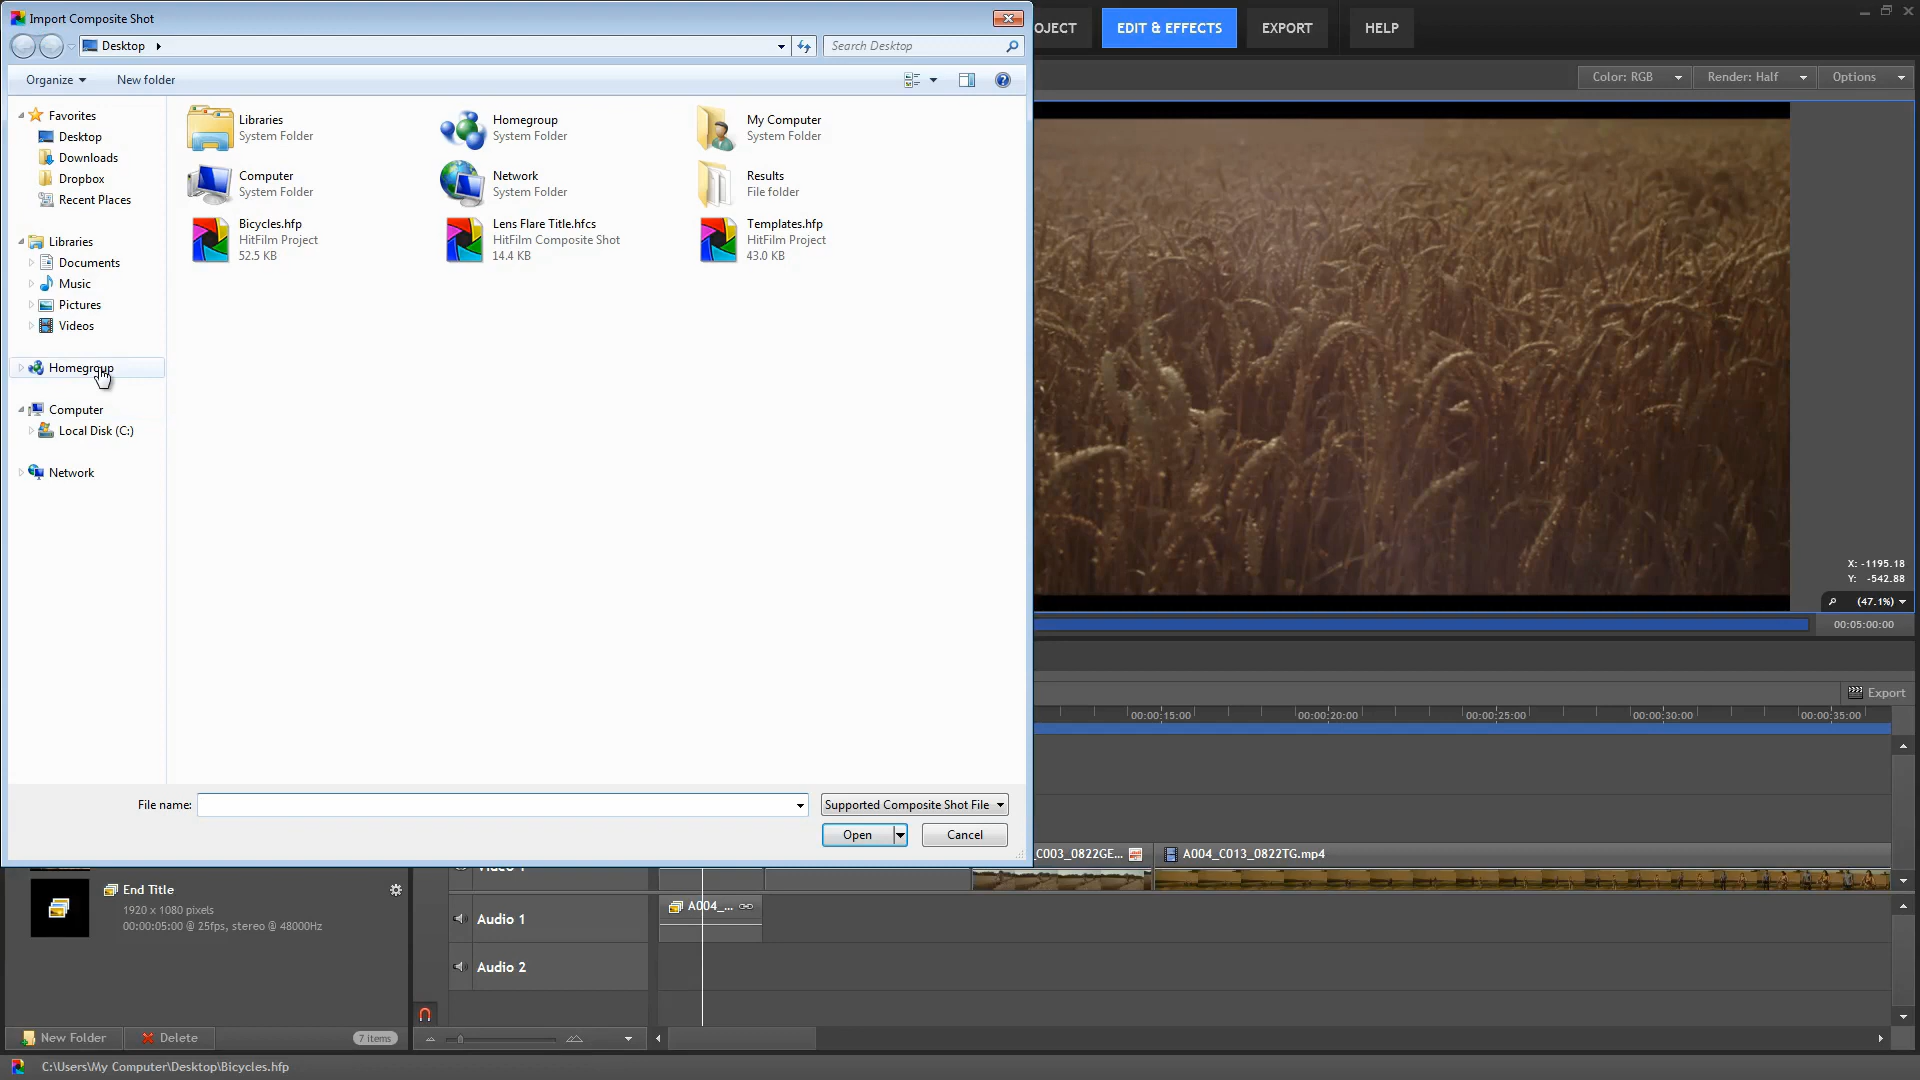 Import Composite Shot
OJECT
EDIT & EFFECTS
EXPORT
HELP
Desktop
Search Desktop
Organize
New folder
Color: RGB
Render: Half
Options
Favorites
Desktop
Downloads
Dropbox
Recent Places
Libraries
Documents
Music
Pictures
Videos
Homegroup
Computer
Local Disk (C:)
Network
Libraries
System Folder
Homegroup
System Folder
My Computer
System Folder
Computer
System Folder
Network
System Folder
Results
File folder
Bicycles.hfp
HitFilm Project
52.5 KB
Lens Flare Title.hfcs
HitFilm Composite Shot
14.4 KB
Templates.hfp
HitFilm Project
43.0 KB
X: -1195.18
Y: -542.88
(47.1%)
00:05:00:00
Export
00:00:15:00
00:00:20:00
00:00:25:00
00:00:30:00
00:00:35:00
File name:
Supported Composite Shot File
Open
Cancel
_C003_0822GE...
A004_C013_0822TG.mp4
End Title
1920 x 1080 pixels
00:00:05:00 @ 25fps, stereo @ 48000Hz
A004_...
Audio 1
Audio 2
New Folder
Delete
7 items
C:\Users\My Computer\Desktop\Bicycles.hfp